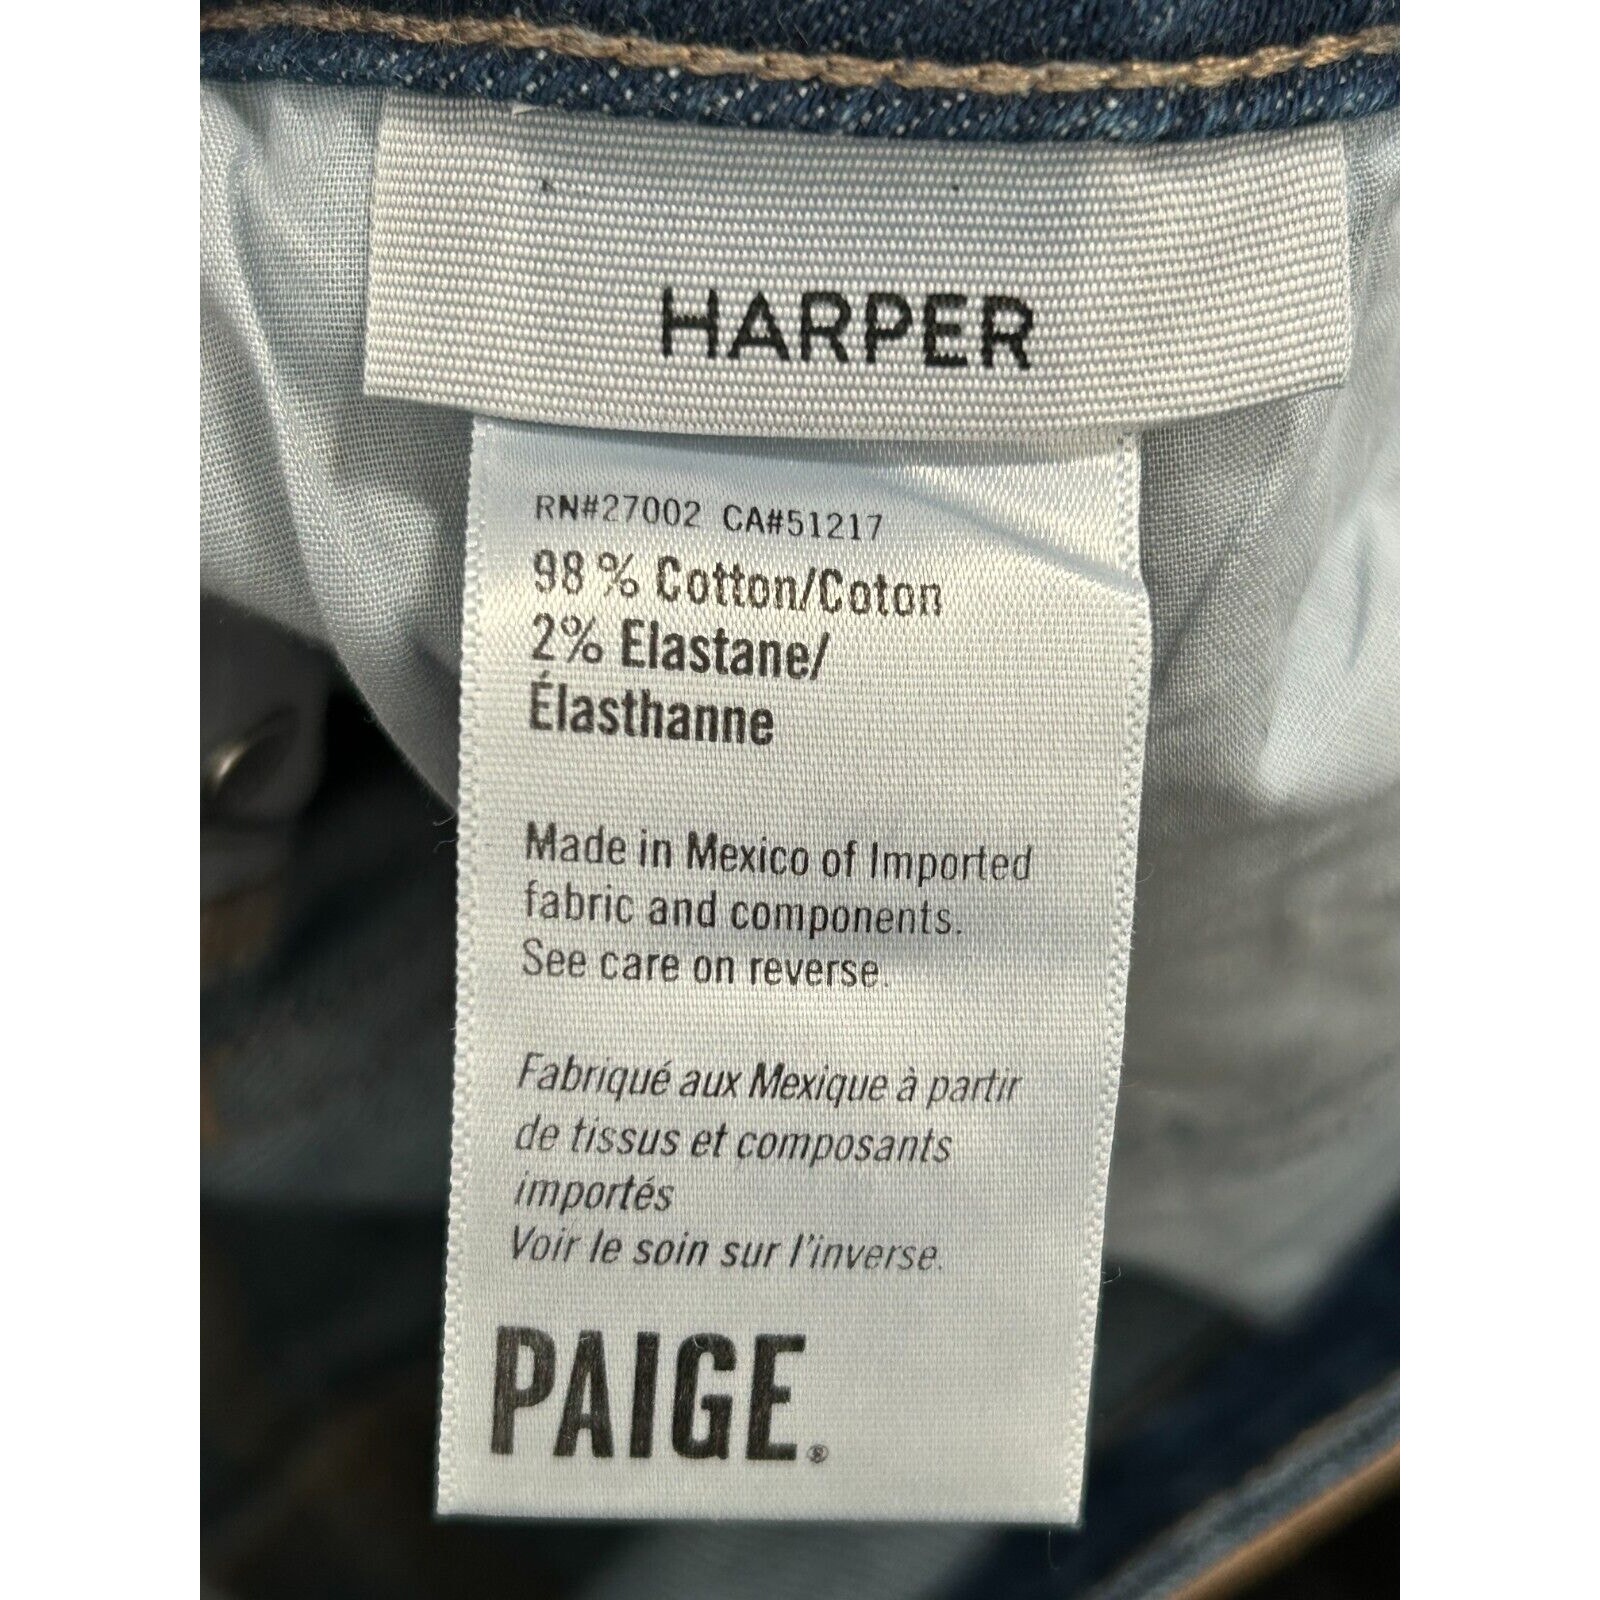 HARPER
RN#27002 CA#51217
98% Cotton/Coton
2% Elastane/
Élasthanne
Made in Mexico of Imported
fabric and components.
See care on reverse.
Fabriqué aux Mexique à partir
de tissus et composants
importés
Voir le soin sur l'inverse.
PAIGE®